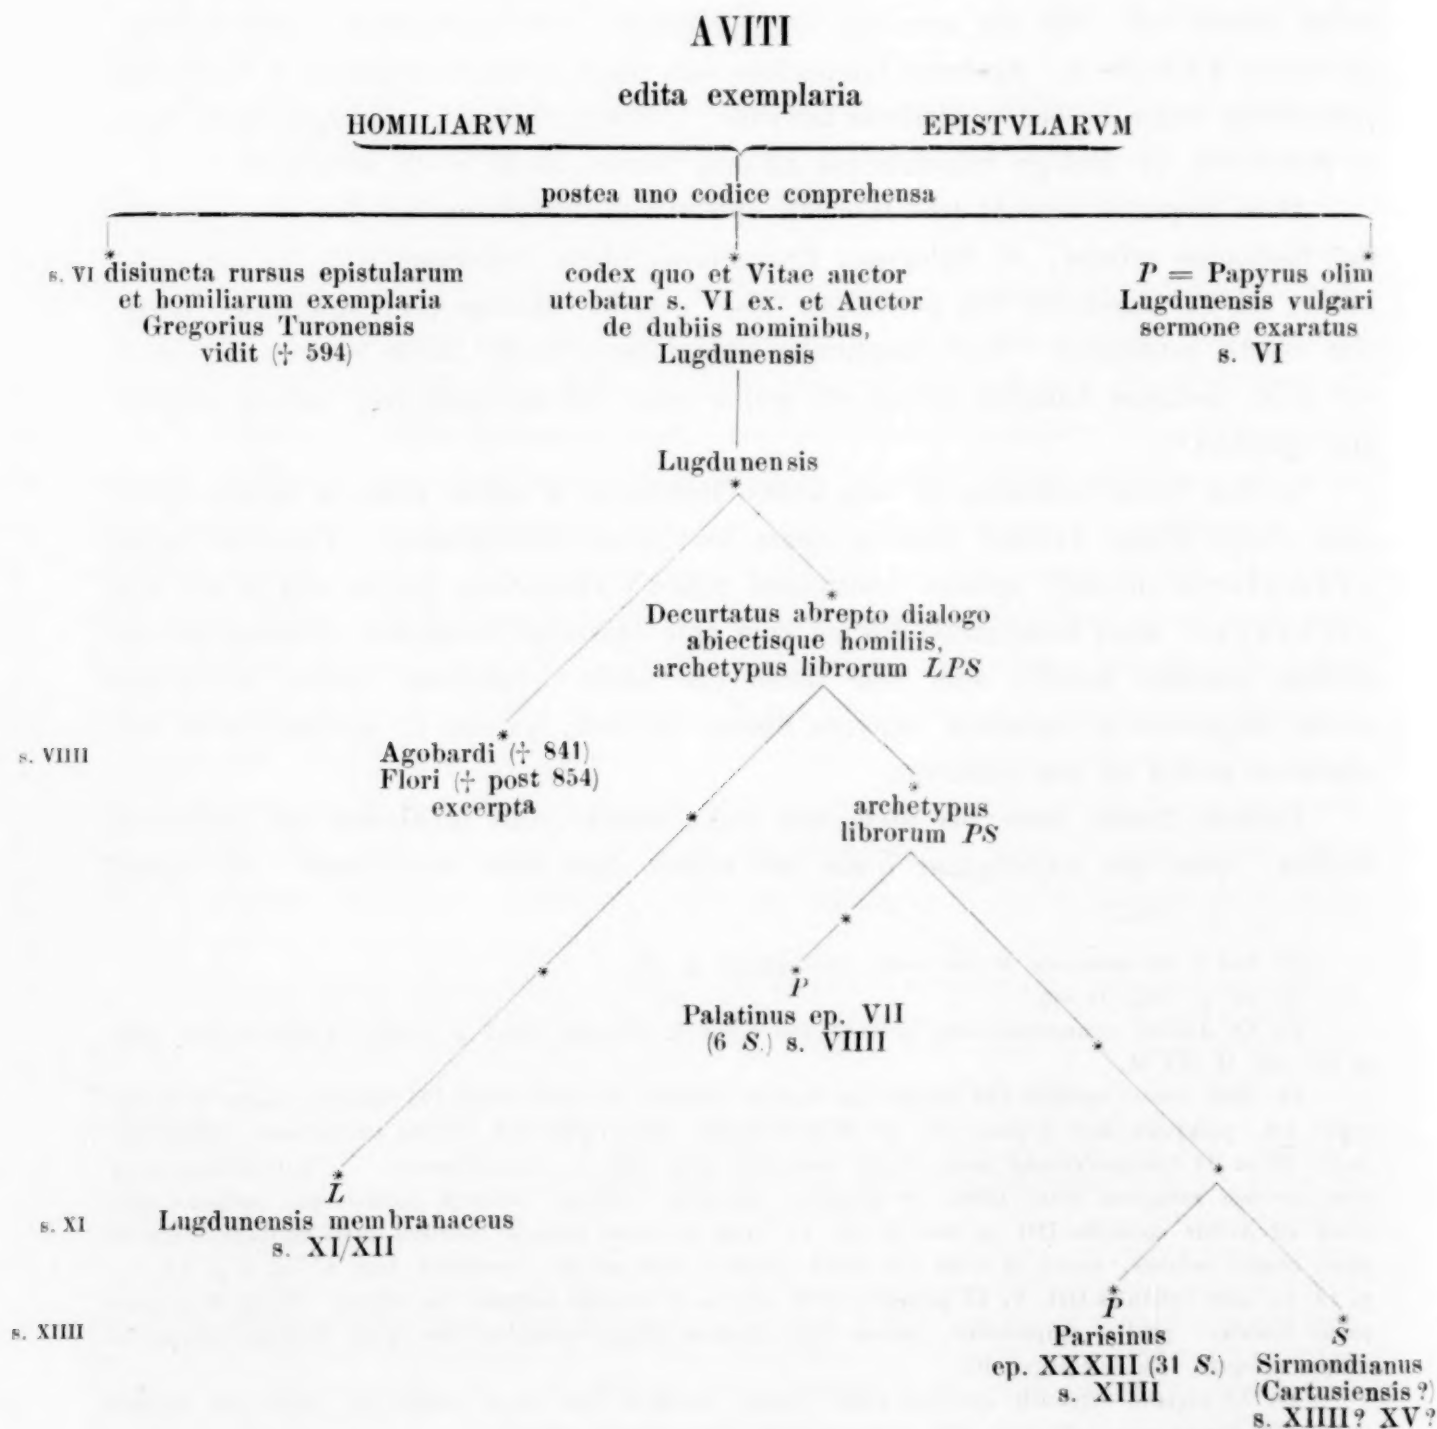 AVITI
edita exemplaria
HOMILIARVM EPISTVLARVM
postea uno codice conprehensa
s. VI disiuncta rursus epistularum
et homiliarum exemplaria
Gregorius Turonensis
vidit († 594)
codex quo et Vitae auctor
utebatur s. VI ex. et Auctor
de dubiis nominibus,
Lugdunensis
P = Papyrus olim
Lugdunensis vulgari
sermone exaratus
s. VI
Lugdunensis
*
*
Decurtatus abrepto dialogo
abiectisque homiliis,
archetypus librorum LPS
s. VIIII
*
Agobardi († 841)
Flori († post 854)
excerpta
*
archetypus
librorum PS
*
P
Palatinus ep. VII
(6 S.) s. VIIII
*
L
s. XI Lugdunensis membranaceus
s. XI/XII
s. XIIII
*
P
Parisinus
ep. XXXIII (31 S.)
s. XIIII
*
S
Sirmondianus
(Cartusiensis?)
s. XIIII? XV?